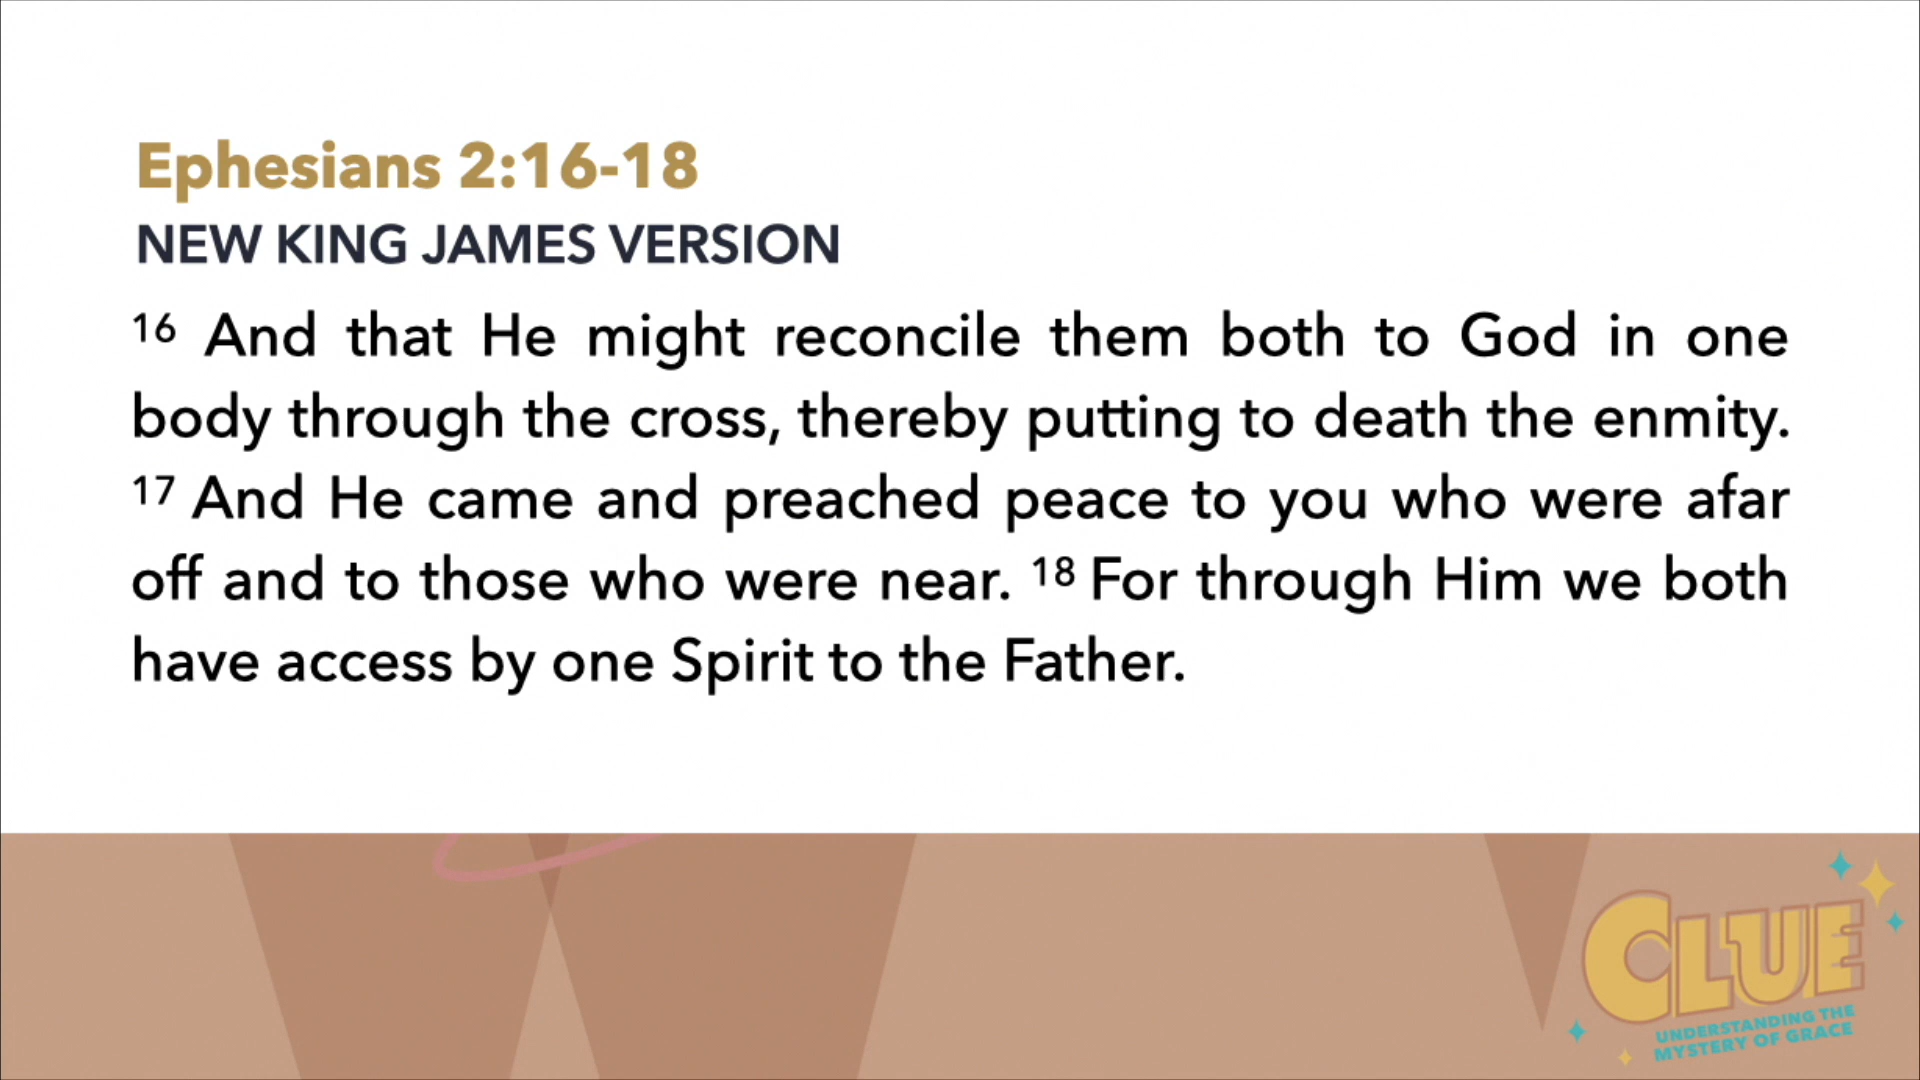 Ephesians 2:16-18
NEW KING JAMES VERSION
16 And that He might reconcile them both to God in one
body through the cross, thereby putting to death the enmity.
17 And He came and preached peace to you who were afar
off and to those who were near. 18 For through Him we both
have access by one Spirit to the Father.
CLUE
UNDERSTANDING THE
MYSTERY OF GRACE